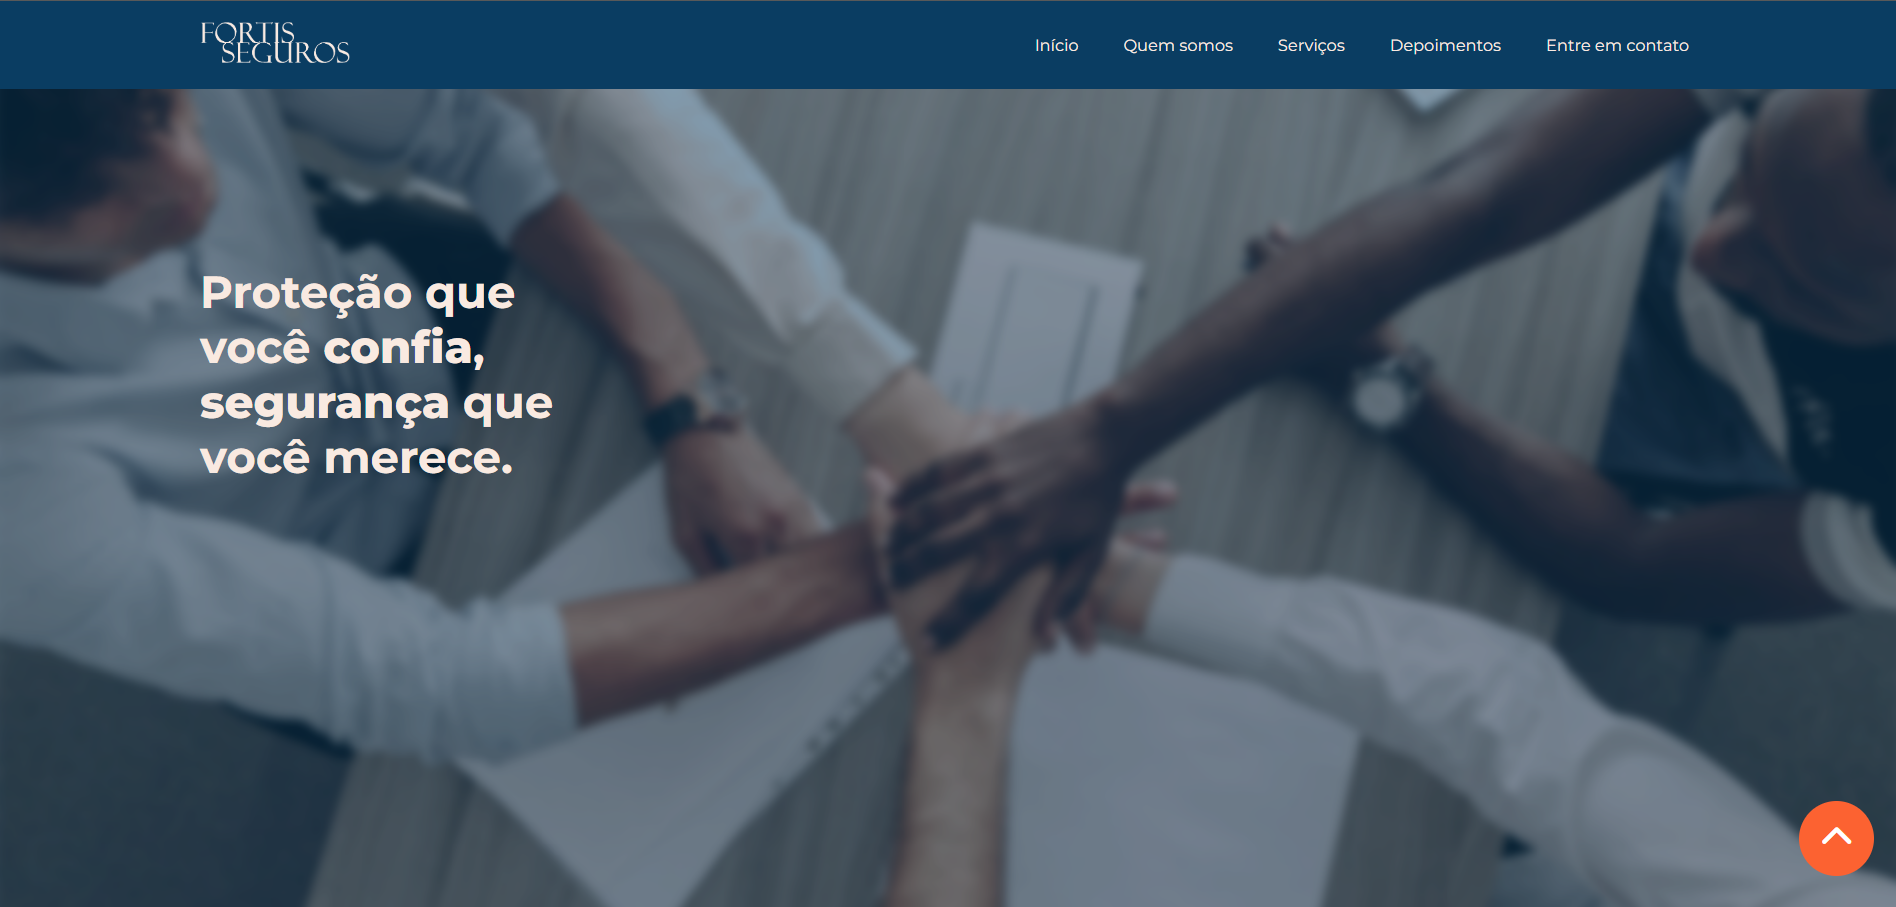 FORTIS
SEGUROS
Início Quem somos Serviços Depoimentos Entre em contato
Proteção que
você confia,
segurança que
você merece.